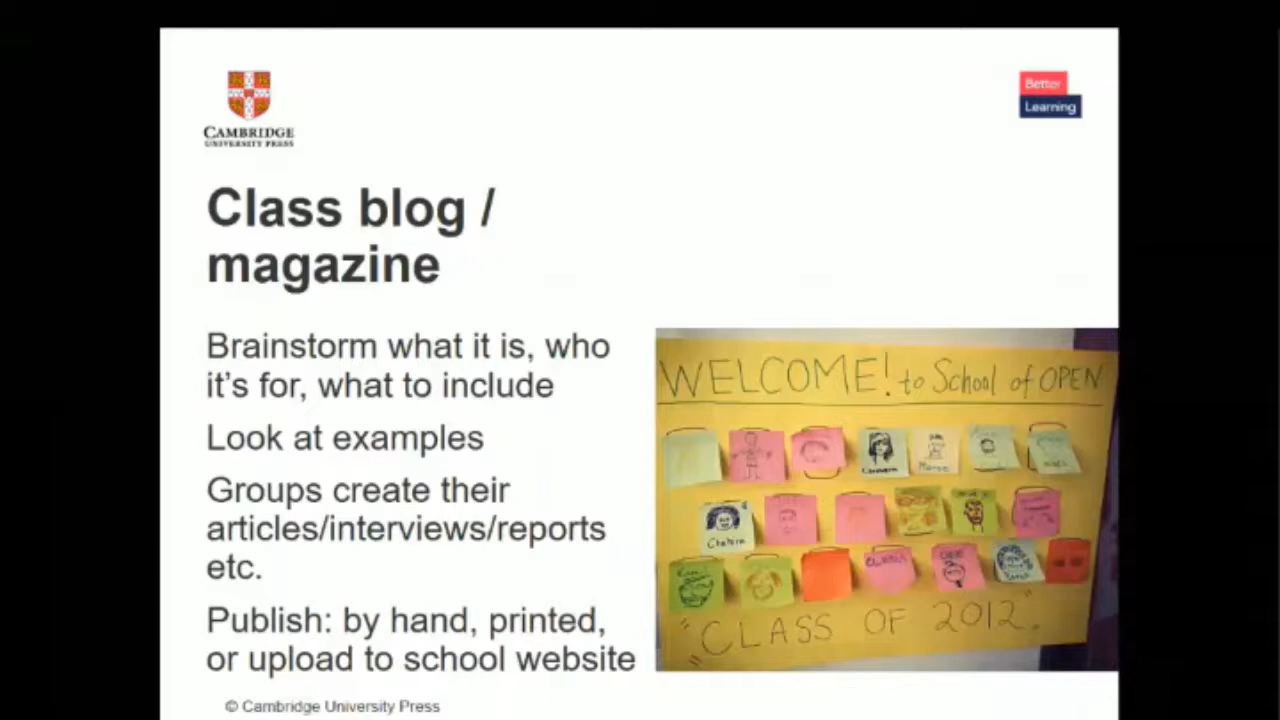 CAMBRIDGE
UNIVERSITY PRESS
Better
Learning
Class blog /
magazine
Brainstorm what it is, who
it's for, what to include
Look at examples
Groups create their
articles/interviews/reports
etc.
Publish: by hand, printed,
or upload to school website
© Cambridge University Press
WELCOME! to School of OPEN
Chelsea
"CLASS OF 2012".